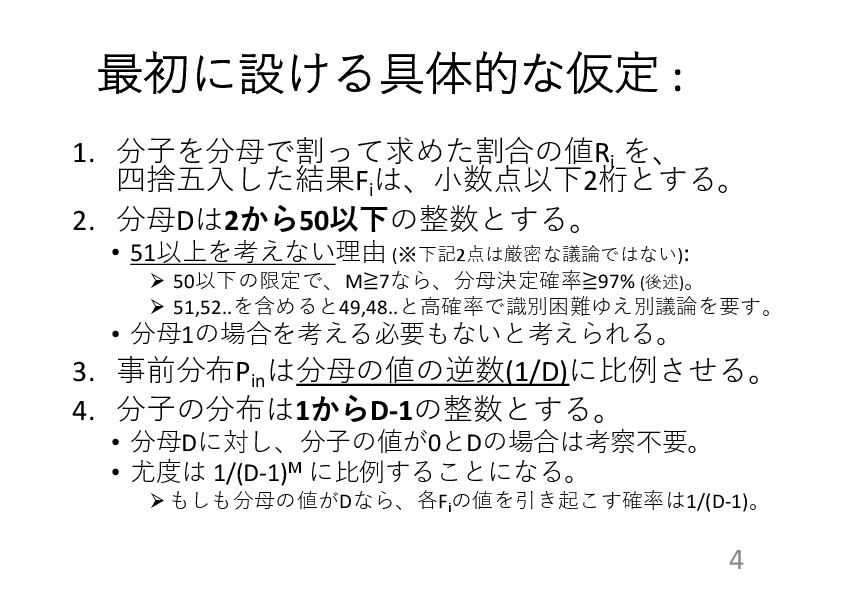 最初に設ける具体的な仮定 :
1. 分子を分母で割って求めた割合の値Ri を、
四捨五入した結果Fiは、小数点以下2桁とする。
2. 分母Dは2から50以下の整数とする。
• 51以上を考えない理由 (※下記2点は厳密な議論ではない):
➢ 50以下の限定で、M≧7なら、分母決定確率≧97% (後述)。
➢ 51,52..を含めると49,48..と高確率で識別困難ゆえ別議論を要す。
• 分母1の場合を考える必要もないと考えられる。
3. 事前分布Pinは分母の値の逆数(1/D)に比例させる。
4. 分子の分布は1からD-1の整数とする。
• 分母Dに対し、分子の値が0とDの場合は考察不要。
• 尤度は 1/(D-1)ᴹ に比例することになる。
➢ もしも分母の値がDなら、各Fiの値を引き起こす確率は1/(D-1)。
4